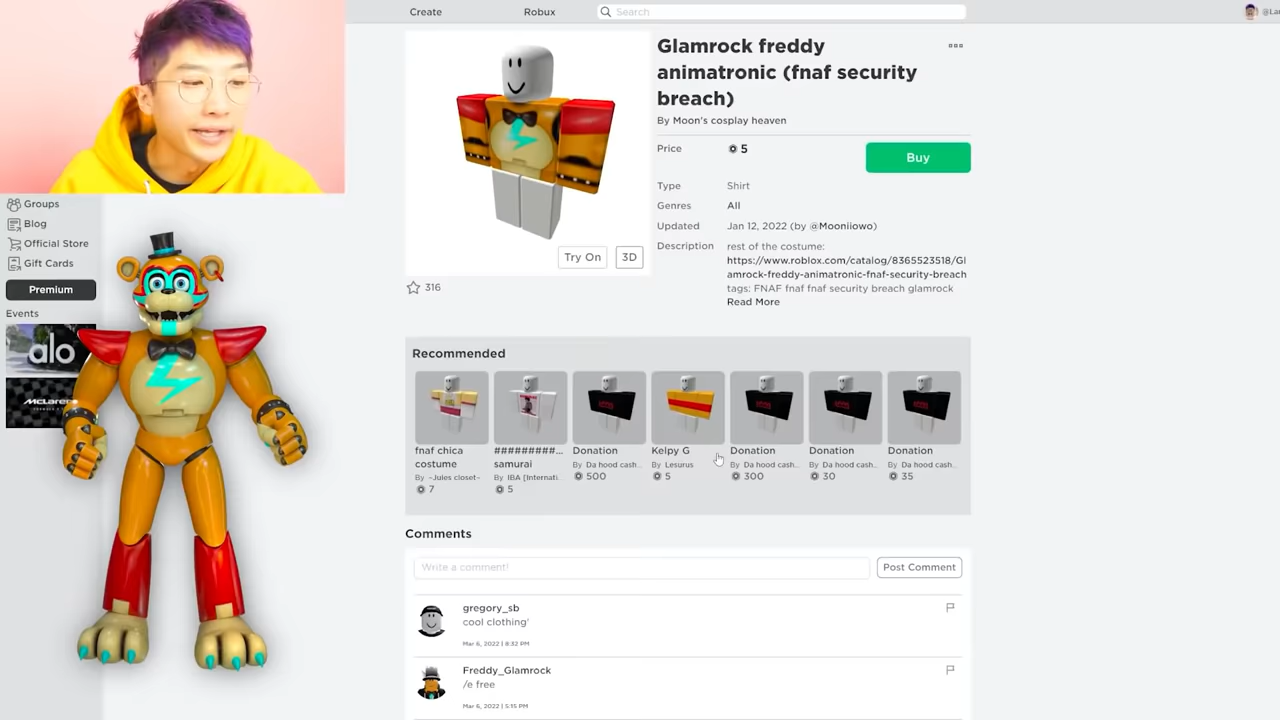 Create
Robux
Search
@La
Glamrock freddy
animatronic (fnaf security
breach)
By Moon's cosplay heaven
Price
5
Buy
Type
Shirt
Genres
All
Updated
Jan 12, 2022 (by @Mooniiowo)
Description
rest of the costume:
https://www.roblox.com/catalog/8365523518/Gl
amrock-freddy-animatronic-fnaf-security-breach
tags: FNAF fnaf fnaf security breach glamrock
Read More
Try On
3D
316
Groups
Blog
Official Store
Gift Cards
Premium
Events
alo
McLaren
Recommended
fnaf chica
costume
By ~Jules closet~
7
#########...
samurai
By IBA [Internati...
5
Donation
By Da hood cash...
500
Kelpy G
By Lesurus
5
Donation
By Da hood cash...
300
Donation
By Da hood cash...
30
Donation
By Da hood cash...
35
Comments
Write a comment!
Post Comment
gregory_sb
cool clothing'
Mar 6, 2022 | 8:32 PM
Freddy_Glamrock
/e free
Mar 6, 2022 | 5:15 PM